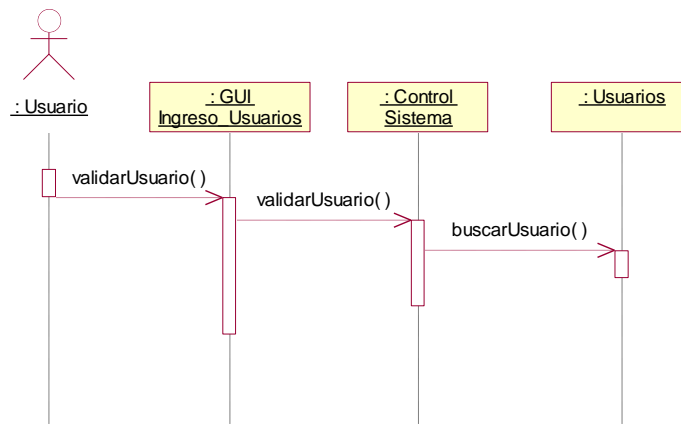 : Usuario
: GUI
Ingreso_Usuarios
: Control
Sistema
: Usuarios
validarUsuario( )
validarUsuario( )
buscarUsuario( )